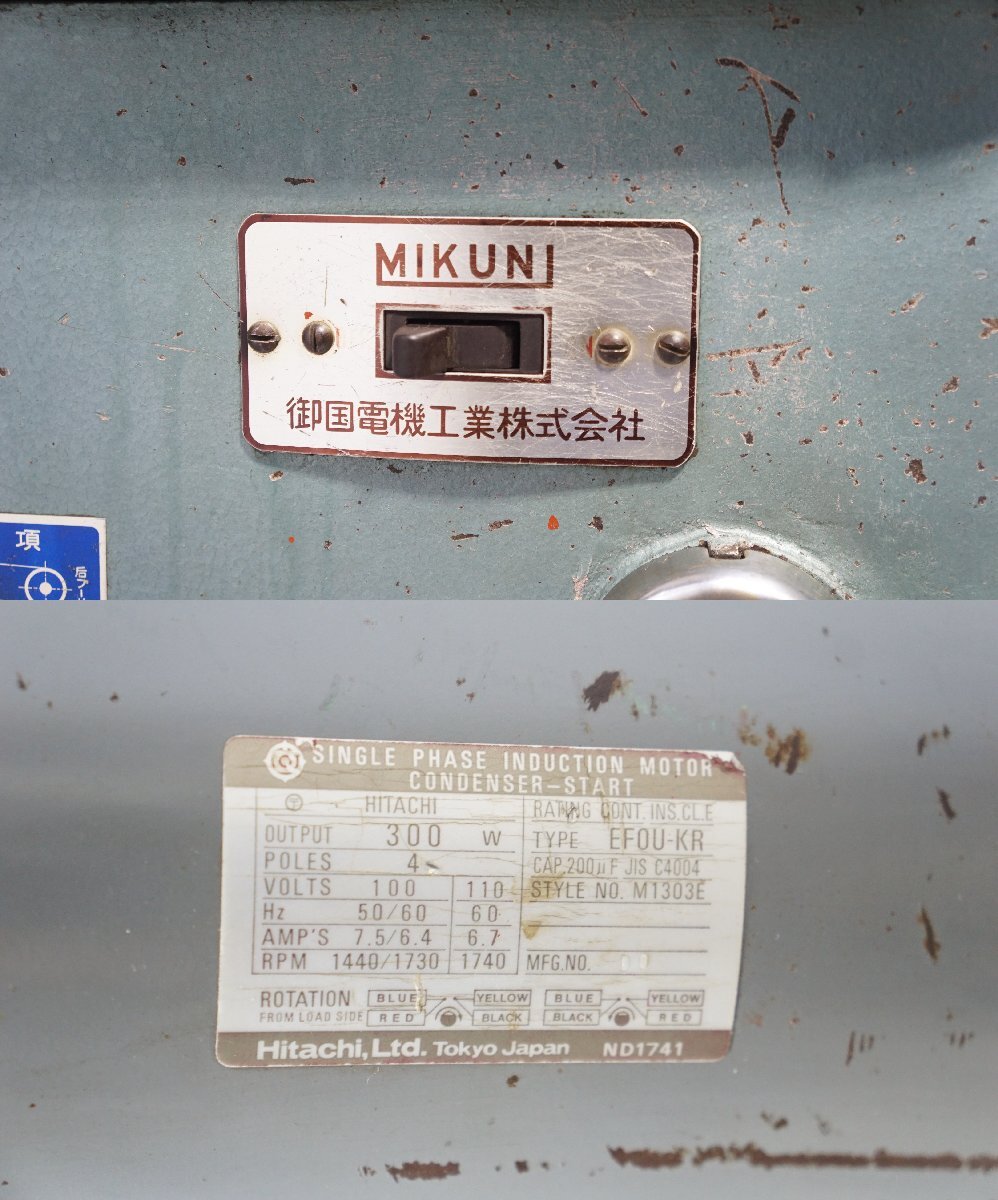 MIKUNI
御国電機工業株式会社
項
SINGLE PHASE INDUCTION MOTOR
CONDENSER-START
HITACHI
RATING CONT. INS.CL.E
OUTPUT 300 W
TYPE EFOU-KR
POLES 4
CAP.200μF JIS C4004
VOLTS 100 110
STYLE NO. M1303E
Hz 50/60 60
AMP'S 7.5/6.4 6.7
RPM 1440/1730 1740
MFG.NO.
ROTATION BLUE YELLOW BLUE YELLOW
FROM LOAD SIDE RED BLACK BLACK RED
Hitachi, Ltd. Tokyo Japan ND1741